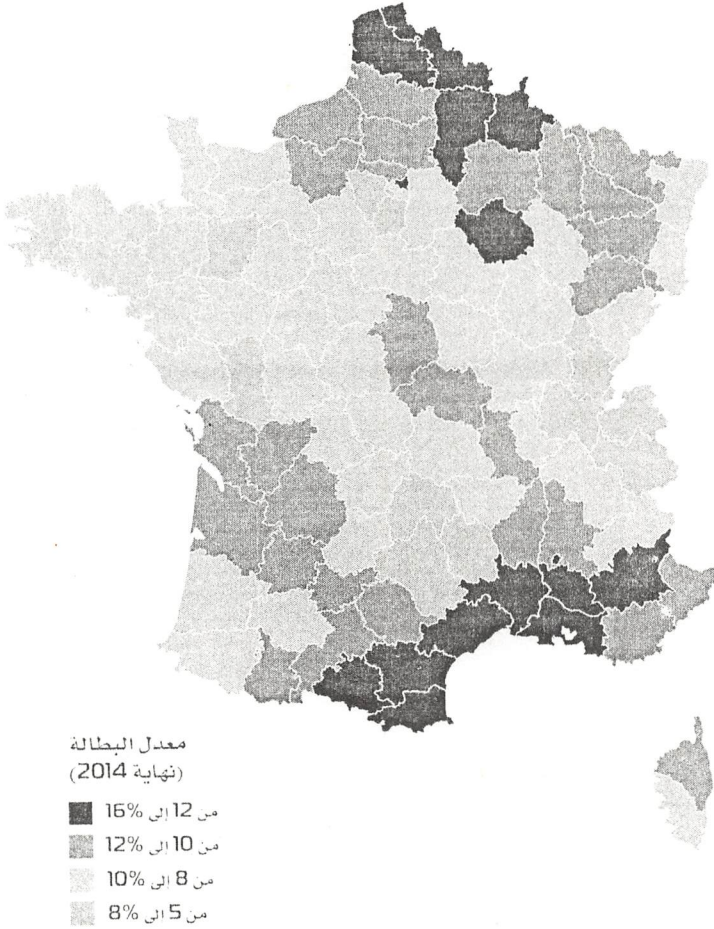 معدل البطالة
(نهاية 2014)
من 12 إلى 16%
من 10 إلى 12%
من 8 إلى 10%
من 5 إلى 8%